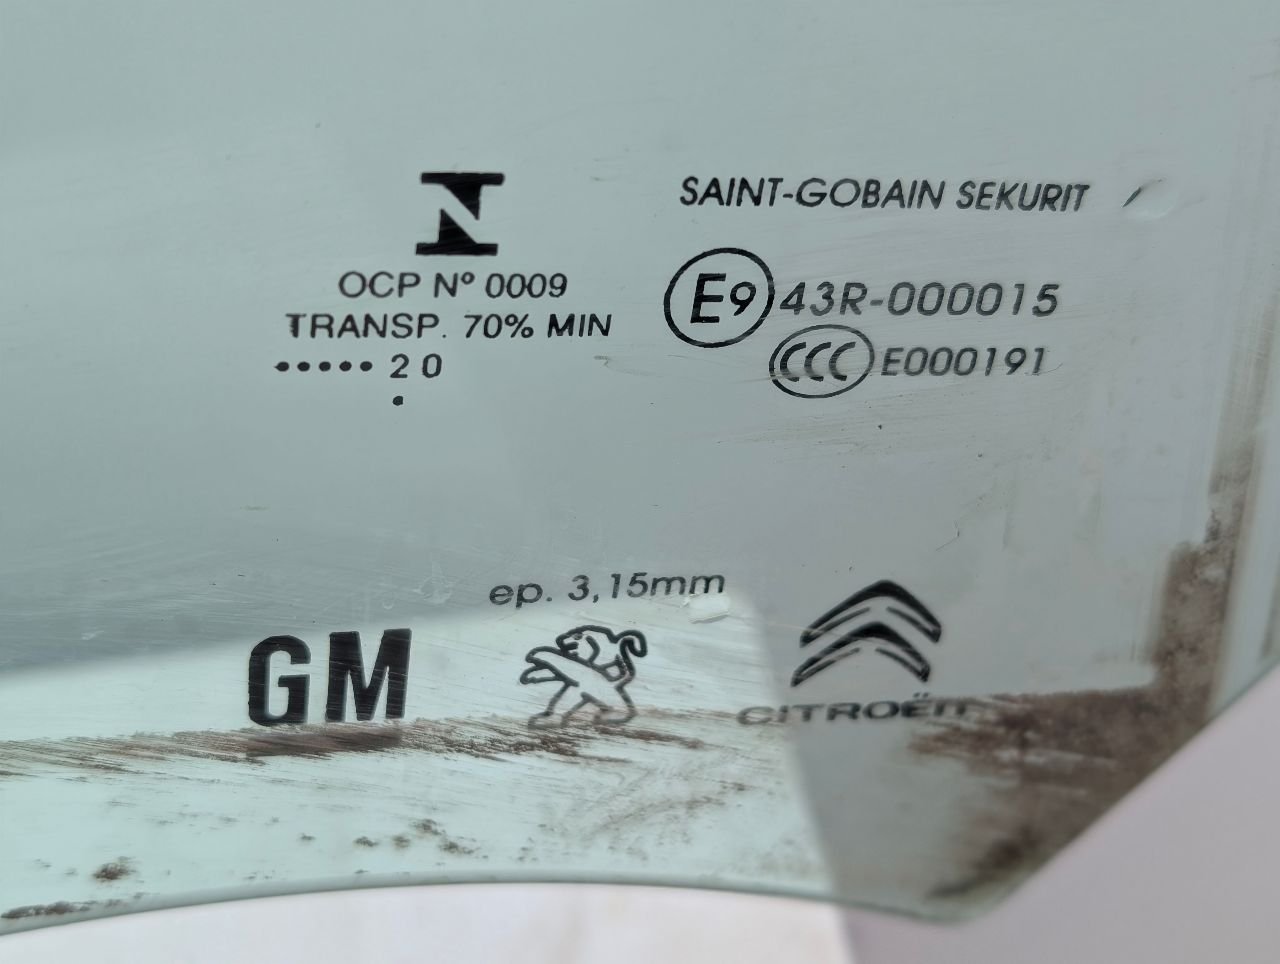 SAINT-GOBAIN SEKURIT
OCP Nº 0009
TRANSP. 70% MIN
••••• 2 0
•
E9 43R-000015
CCC E000191
ep. 3,15mm
GM
CITROËN